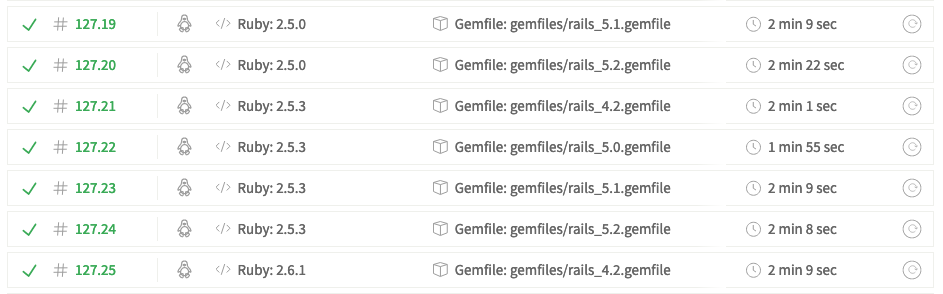 # 127.19 </> Ruby: 2.5.0 Gemfile: gemfiles/rails_5.1.gemfile 2 min 9 sec
# 127.20 </> Ruby: 2.5.0 Gemfile: gemfiles/rails_5.2.gemfile 2 min 22 sec
# 127.21 </> Ruby: 2.5.3 Gemfile: gemfiles/rails_4.2.gemfile 2 min 1 sec
# 127.22 </> Ruby: 2.5.3 Gemfile: gemfiles/rails_5.0.gemfile 1 min 55 sec
# 127.23 </> Ruby: 2.5.3 Gemfile: gemfiles/rails_5.1.gemfile 2 min 9 sec
# 127.24 </> Ruby: 2.5.3 Gemfile: gemfiles/rails_5.2.gemfile 2 min 8 sec
# 127.25 </> Ruby: 2.6.1 Gemfile: gemfiles/rails_4.2.gemfile 2 min 9 sec